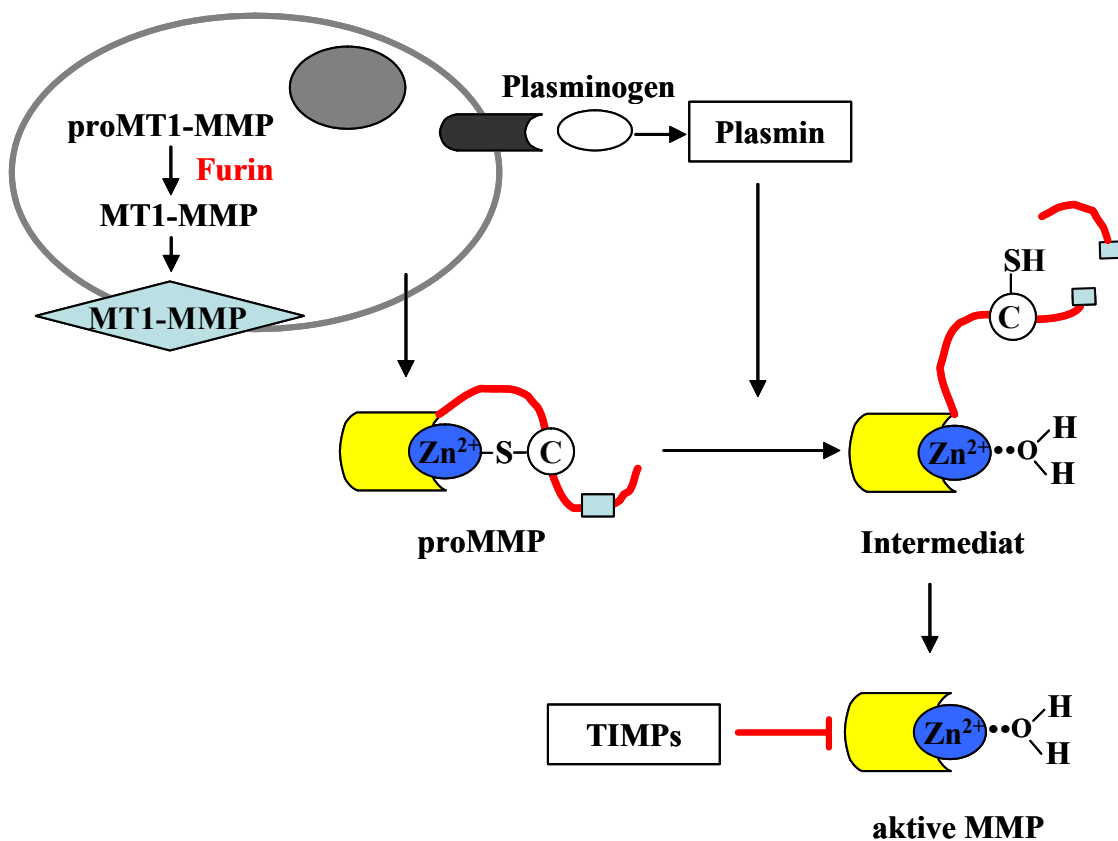 Plasminogen
proMT1-MMP
Plasmin
Furin
MT1-MMP
MT1-MMP
SH
C
Zn²⁺
S
C
Zn²⁺
O
H
H
proMMP
Intermediat
TIMPs
Zn²⁺
O
H
H
aktive MMP